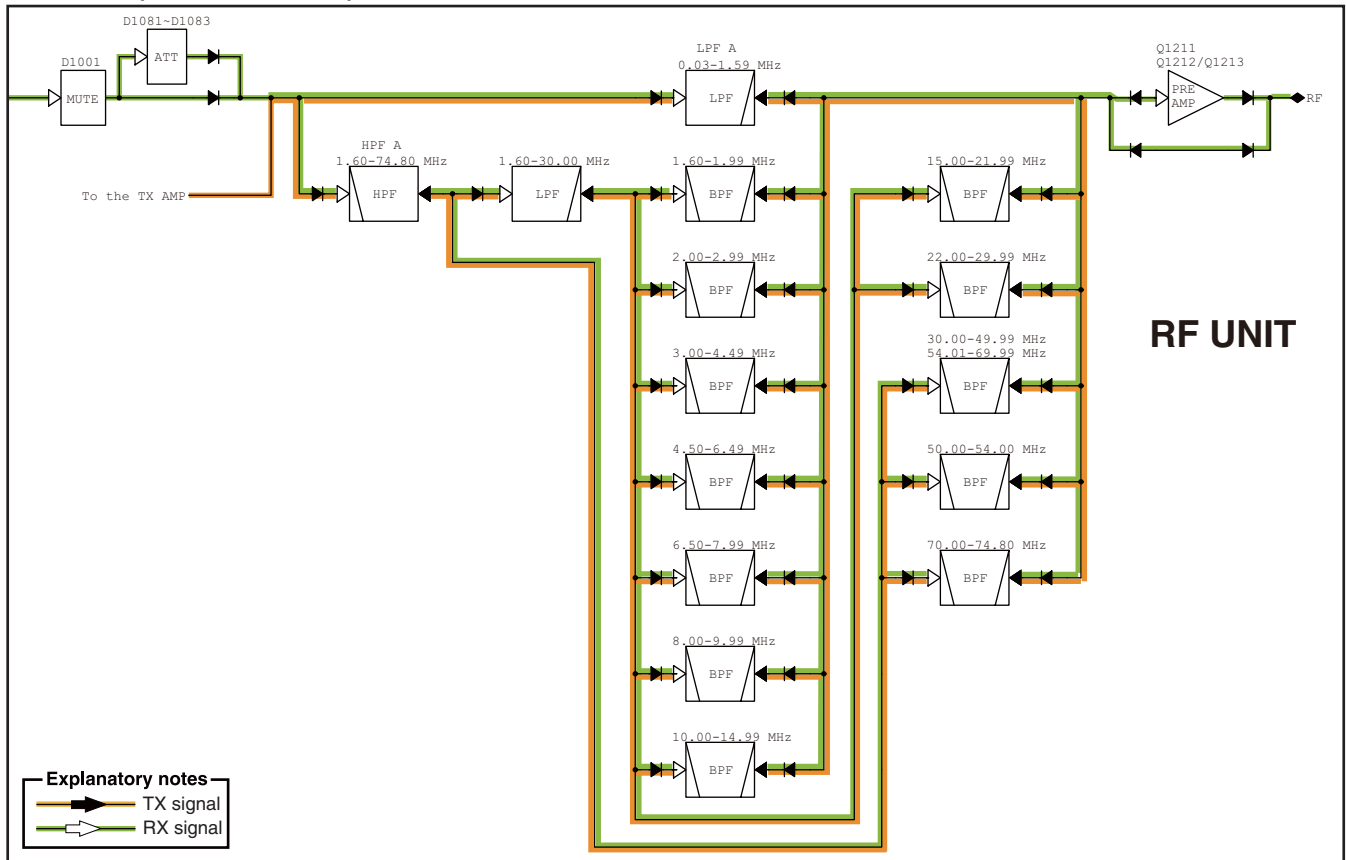 D1081~D1083
D1001
ATT
MUTE
LPF A
0.03-1.59 MHz
LPF
Q1211
Q1212/Q1213
PRE
AMP
RF
HPF A
1.60-74.80 MHz
HPF
1.60-30.00 MHz
LPF
1.60-1.99 MHz
BPF
15.00-21.99 MHz
BPF
To the TX AMP
2.00-2.99 MHz
BPF
22.00-29.99 MHz
BPF
RF UNIT
3.00-4.49 MHz
BPF
30.00-49.99 MHz
54.01-69.99 MHz
BPF
4.50-6.49 MHz
BPF
50.00-54.00 MHz
BPF
6.50-7.99 MHz
BPF
70.00-74.80 MHz
BPF
8.00-9.99 MHz
BPF
10.00-14.99 MHz
BPF
Explanatory notes
TX signal
RX signal